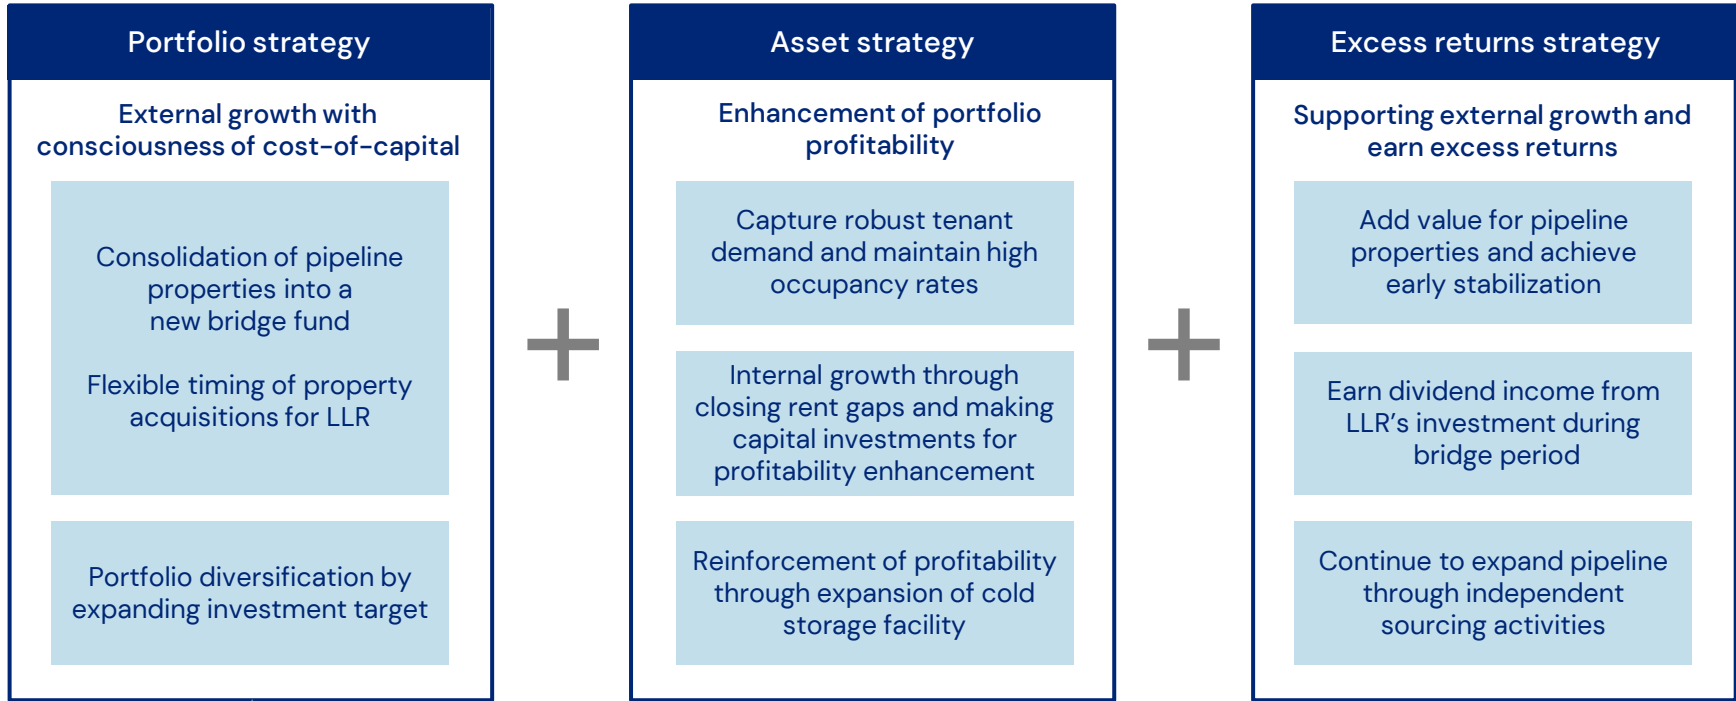 Portfolio strategy
External growth with
consciousness of cost-of-capital
Consolidation of pipeline
properties into a
new bridge fund
Flexible timing of property
acquisitions for LLR
Portfolio diversification by
expanding investment target
Asset strategy
Enhancement of portfolio
profitability
Capture robust tenant
demand and maintain high
occupancy rates
Internal growth through
closing rent gaps and making
capital investments for
profitability enhancement
Reinforcement of profitability
through expansion of cold
storage facility
Excess returns strategy
Supporting external growth and
earn excess returns
Add value for pipeline
properties and achieve
early stabilization
Earn dividend income from
LLR’s investment during
bridge period
Continue to expand pipeline
through independent
sourcing activities